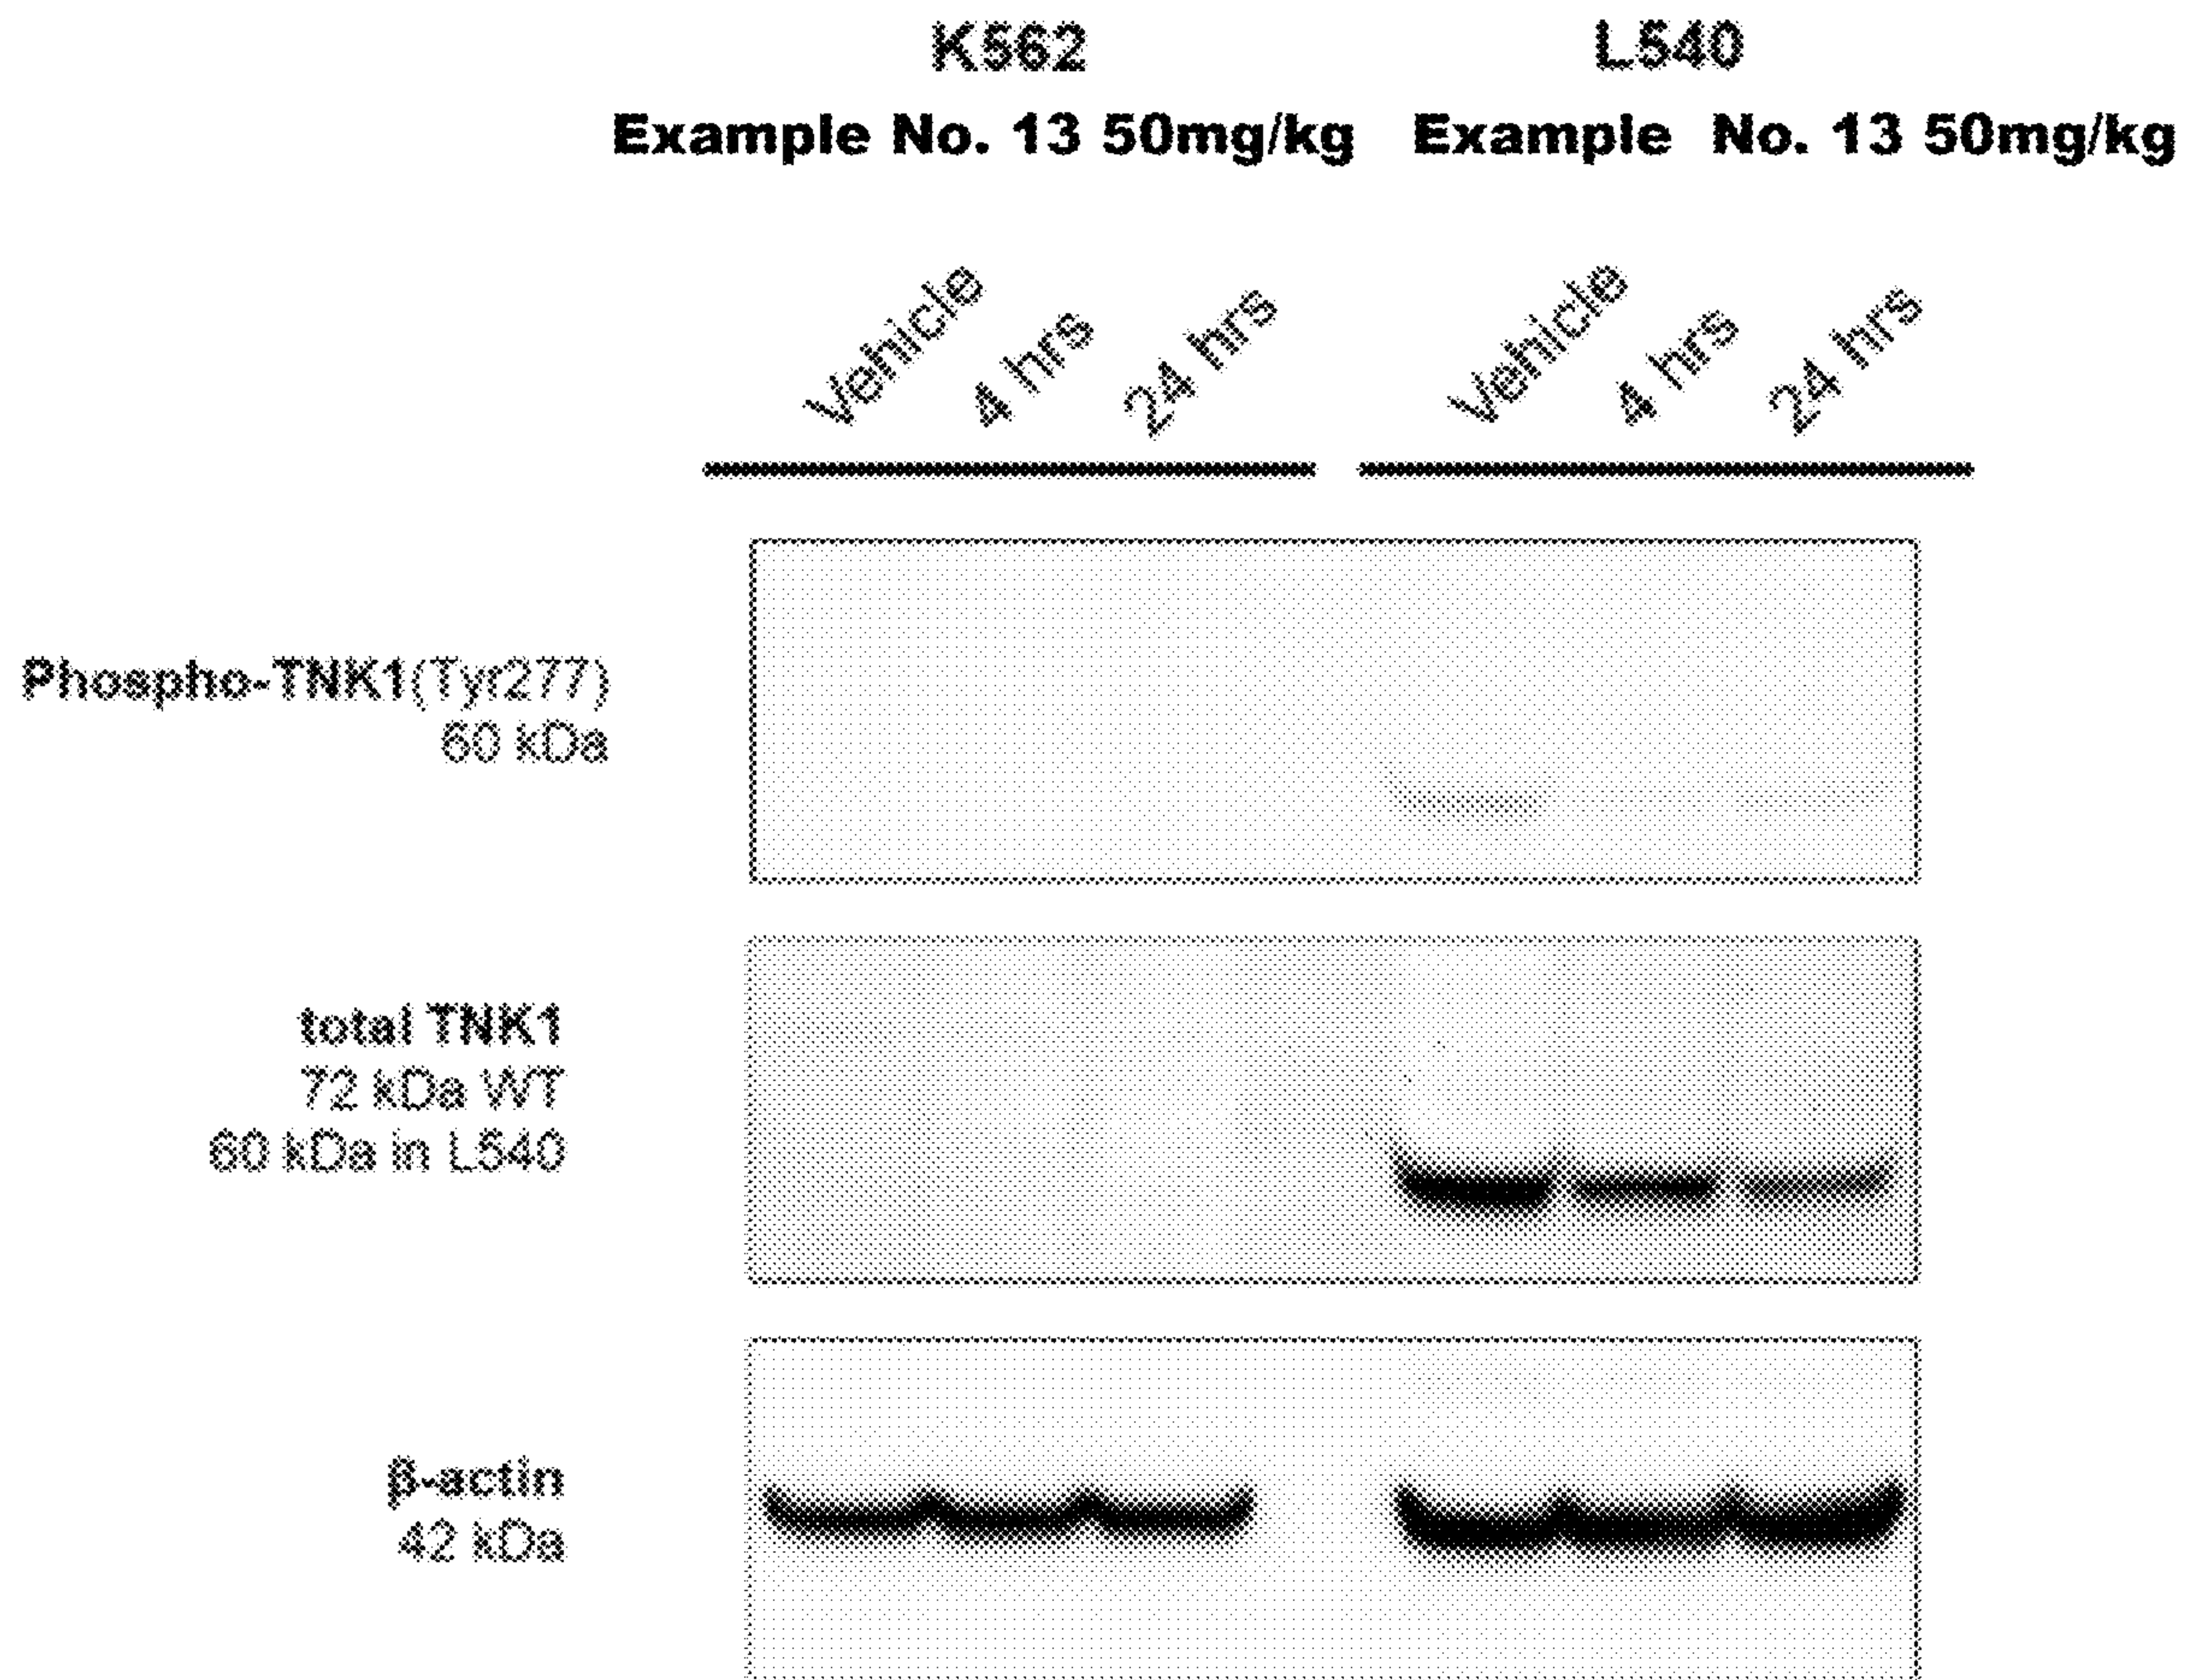 K562 L540
Example No. 13 50mg/kg Example No. 13 50mg/kg
Vehicle 4 hrs 24 hrs Vehicle 4 hrs 24 hrs
Phospho-TNK1(Tyr277)
60 kDa
total TNK1
72 kDa WT
60 kDa in L540
β-actin
42 kDa